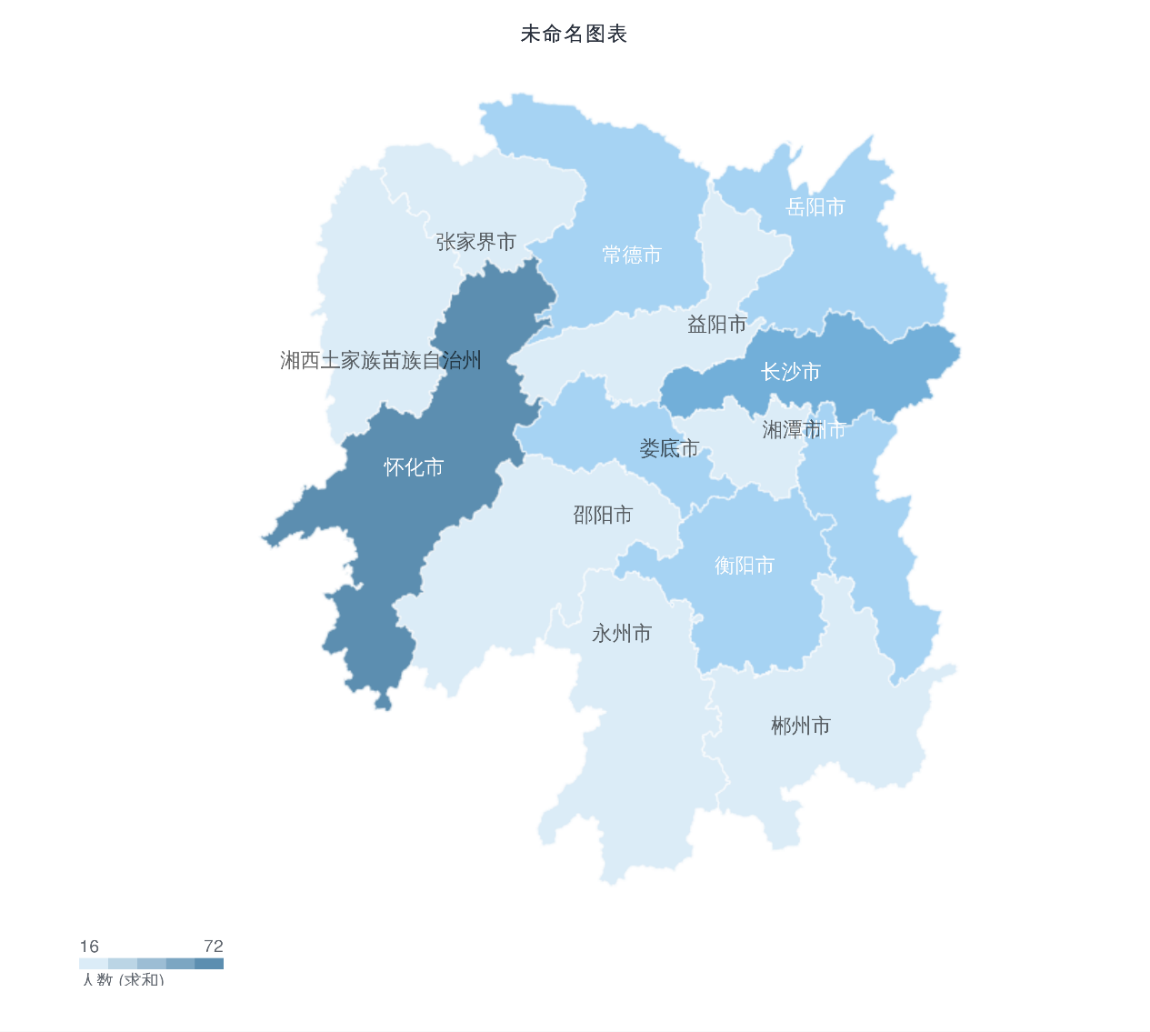 未命名图表
岳阳市
张家界市
常德市
益阳市
湘西土家族苗族自治州
长沙市
湘潭市
州市
娄底市
怀化市
邵阳市
衡阳市
永州市
郴州市
16 72
人数 (求和)